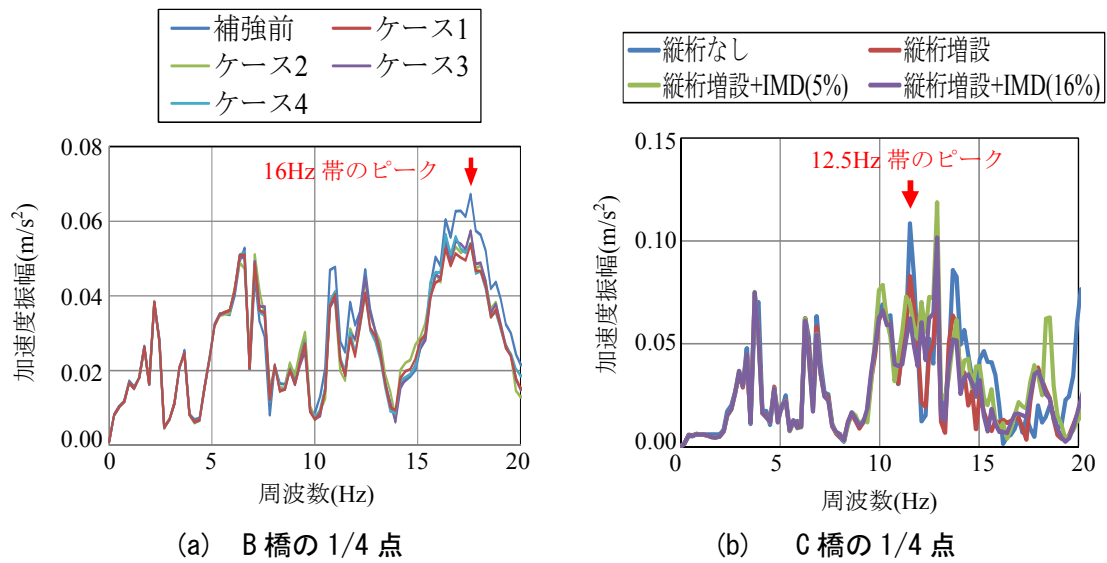 補強前 ケース1
ケース2 ケース3
ケース4
0.08
0.06
0.04
0.02
0.00
加速度振幅(m/s²)
16Hz 帯のピーク
0 5 10 15 20
周波数(Hz)
(a) B橋の 1/4 点
縦桁なし 縦桁増設
縦桁増設+IMD(5%) 縦桁増設+IMD(16%)
0.15
0.10
0.05
0.00
加速度振幅(m/s²)
12.5Hz 帯のピーク
0 5 10 15 20
周波数(Hz)
(b) C橋の 1/4 点